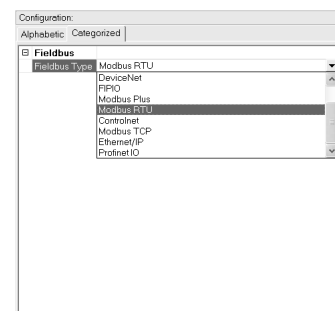 Configuration:
Alphabetic Categorized
Fieldbus
Fieldbus Type Modbus RTU
DeviceNet
FIPIO
Modbus Plus
Modbus RTU
Controlnet
Modbus TCP
Ethernet/IP
Profinet IO